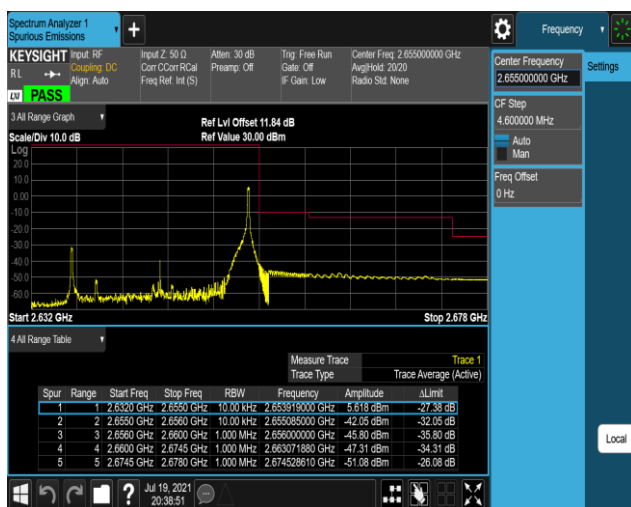 Spectrum Analyzer 1
Spurious Emissions
+
Frequency
KEYSIGHT Input: RF Input Z: 50 Ω Atten: 30 dB Trig: Free Run Center Freq: 2.655000000 GHz
RL Coupling: DC Corr CCorr RCal Preamp: Off Gate: Off Avg|Hold: 20/20
Align: Auto Freq Ref: Int (S) IF Gain: Low Radio Std: None
LXI PASS
3 All Range Graph
Ref Lvl Offset 11.84 dB
Scale/Div 10.0 dB Ref Value 30.00 dBm
Log
20.0
10.0
0.00
-10.0
-20.0
-30.0
-40.0
-50.0
-60.0
Start 2.632 GHz Stop 2.678 GHz
4 All Range Table
Measure Trace Trace 1
Trace Type Trace Average (Active)
Spur Range Start Freq Stop Freq RBW Frequency Amplitude ΔLimit
1 1 2.6320 GHz 2.6550 GHz 10.00 kHz 2.653919000 GHz 5.618 dBm -27.38 dB
2 2 2.6550 GHz 2.6560 GHz 10.00 kHz 2.655085000 GHz -42.05 dBm -32.05 dB
3 3 2.6560 GHz 2.6600 GHz 1.000 MHz 2.656000000 GHz -45.80 dBm -35.80 dB
4 4 2.6600 GHz 2.6745 GHz 1.000 MHz 2.663071880 GHz -47.31 dBm -34.31 dB
5 5 2.6745 GHz 2.6780 GHz 1.000 MHz 2.674528610 GHz -51.08 dBm -26.08 dB
Center Frequency
2.655000000 GHz
Settings
CF Step
4.600000 MHz
Auto
Man
Freq Offset
0 Hz
Local
?
Jul 19, 2021
20:38:51